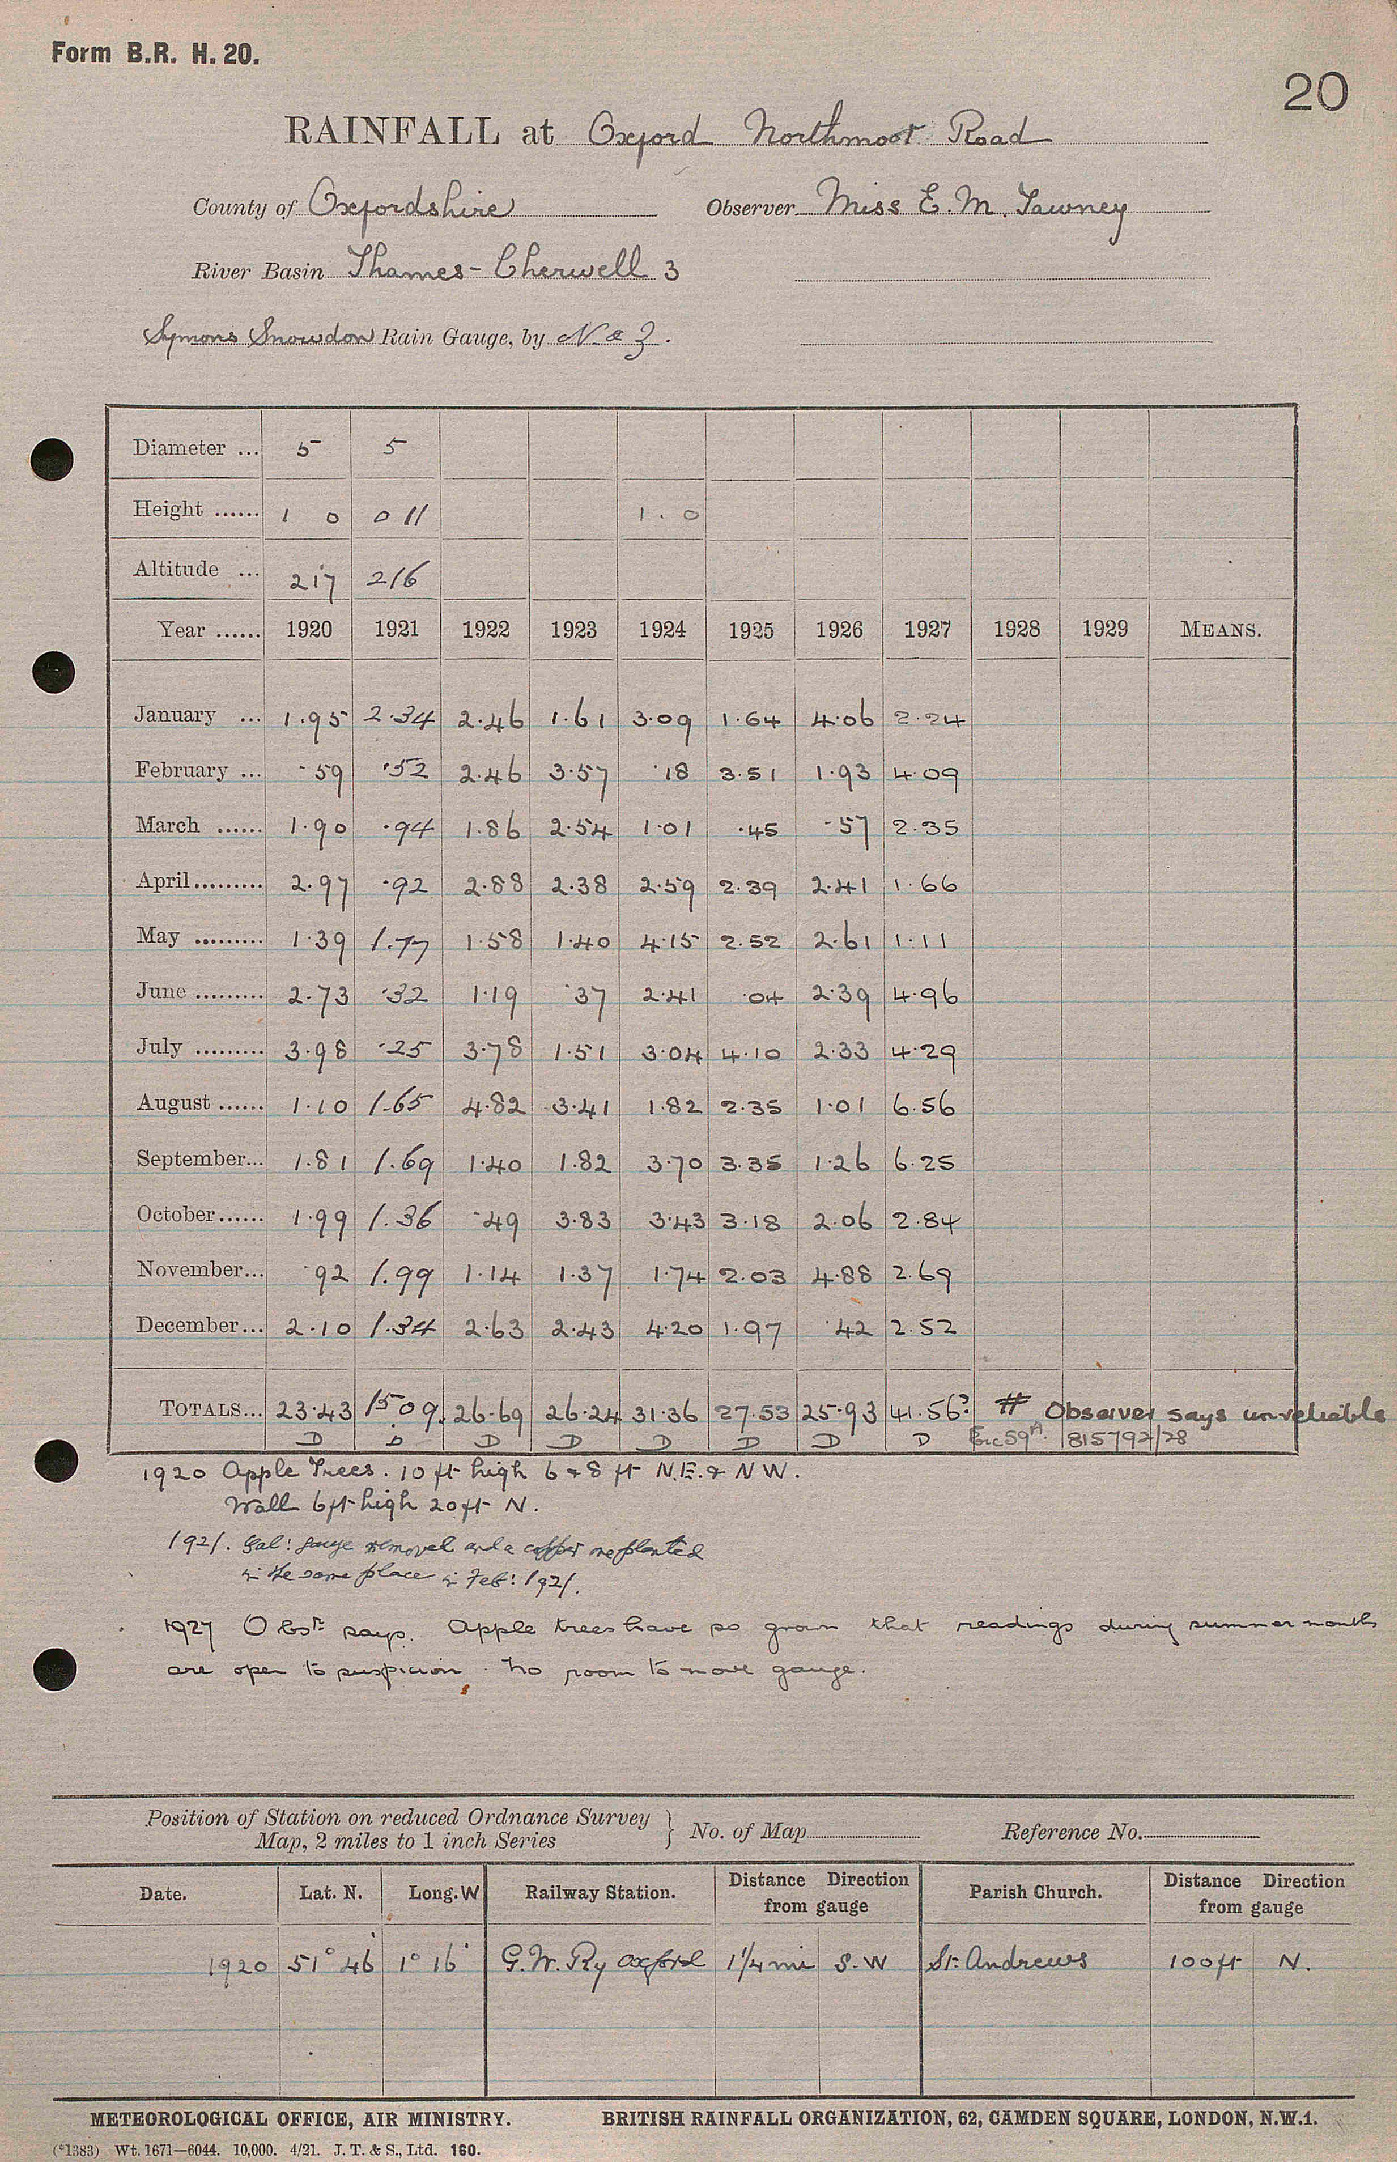 Form B.R. H. 20.
20
RAINFALL at Oxford Northmoor Road
County of Oxfordshire Observer Miss E. M. Tawney
River Basin Thames - Cherwell 3
Symons Snowdon Rain Gauge, by N & Z.
Diameter ... 5 5
Height ...... 1 0 0 11 1 . 0
Altitude ... 217 216
Year ...... 1920 1921 1922 1923 1924 1925 1926 1927 1928 1929 MEANS.
January ... 1.95 2.34 2.46 1.61 3.09 1.64 4.06 2.24
February ... .59 .52 2.46 3.57 .18 3.51 1.93 4.09
March ...... 1.90 .94 1.86 2.54 1.01 .45 .57 2.35
April......... 2.97 .92 2.88 2.38 2.59 2.39 2.41 1.66
May ......... 1.39 1.77 1.58 1.40 4.15 2.52 2.61 1.11
June ......... 2.73 .32 1.19 .37 2.41 .04 2.39 4.96
July ......... 3.98 .25 3.78 1.51 3.04 4.10 2.33 4.29
August ...... 1.10 1.65 4.82 3.41 1.82 2.35 1.01 6.56
September... 1.81 1.69 1.40 1.82 3.70 3.35 1.26 6.25
October...... 1.99 1.36 .49 3.83 3.43 3.18 2.06 2.84
November... .92 1.99 1.14 1.37 1.74 2.03 4.88 2.69
December... 2.10 1.34 2.63 2.43 4.20 1.97 .42 2.52
TOTALS... 23.43 15.09. 26.69 26.24 31.36 27.53 25.93 41.56? # Observer says unreliable
D D D D D D D D 815792/28
1920 Apple Trees. 10 ft high 6 & 8 ft N.E. & N W.
Wall 6ft high 20ft N.
1921. Gal: gauge removed and a copper one planted
in the same place in Feb: 1921.
1927 Obsr says. Apple trees have so grown that readings during summer months
are open to suspicion. No room to move gauge.
Position of Station on reduced Ordnance Survey
Map, 2 miles to 1 inch Series } No. of Map Reference No.
Date. Lat. N. Long. W Railway Station. Distance Direction from gauge Parish Church. Distance Direction from gauge
1920 51° 46' 1° 16' G.W. Ry Oxford 1 1/4 mi S.W St. Andrews 100ft N.
METEOROLOGICAL OFFICE, AIR MINISTRY. BRITISH RAINFALL ORGANIZATION, 62, CAMDEN SQUARE, LONDON, N.W.1.
(*1383) Wt. 1671—6044. 10,000. 4/21. J. T. & S., Ltd. 160.